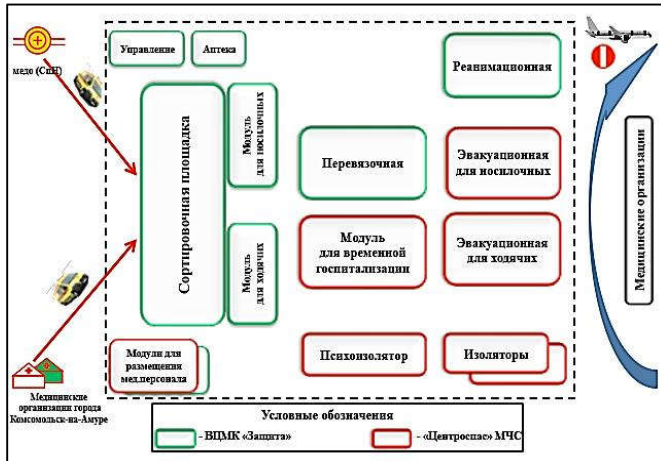 Управление
Аптека
Реанимационная
медо (СпН)
Сортировочная площадка
Модуль
для носилочных
Перевязочная
Эвакуационная
для носилочных
Медицинские организации
Модуль
для ходячих
Модуль
для временной
госпитализации
Эвакуационная
для ходячих
Модули для
размещения
мед.персонала
Психоизолятор
Изоляторы
Медицинские
организации города
Комсомольск-на-Амуре
Условные обозначения
- ВЦМК «Защита»
- «Центроспас» МЧС